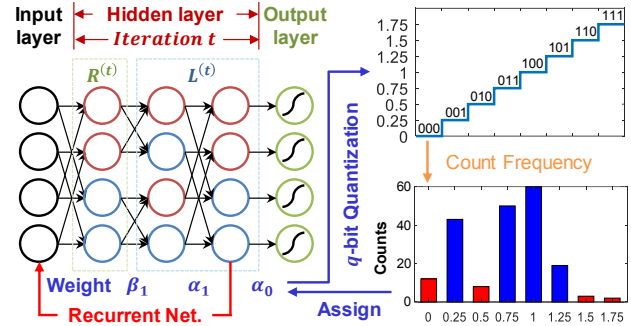 Input
layer
Hidden layer
Iteration t
Output
layer
R^(t)
L^(t)
Weight β₁ α₁ α₀
Recurrent Net.
q-bit Quantization
Assign
1.75
1.5
1.25
1
0.75
0.5
0.25
0
000
001
010
011
100
101
110
111
Count Frequency
Counts
60
40
20
0
0 0.25 0.5 0.75 1 1.25 1.5 1.75